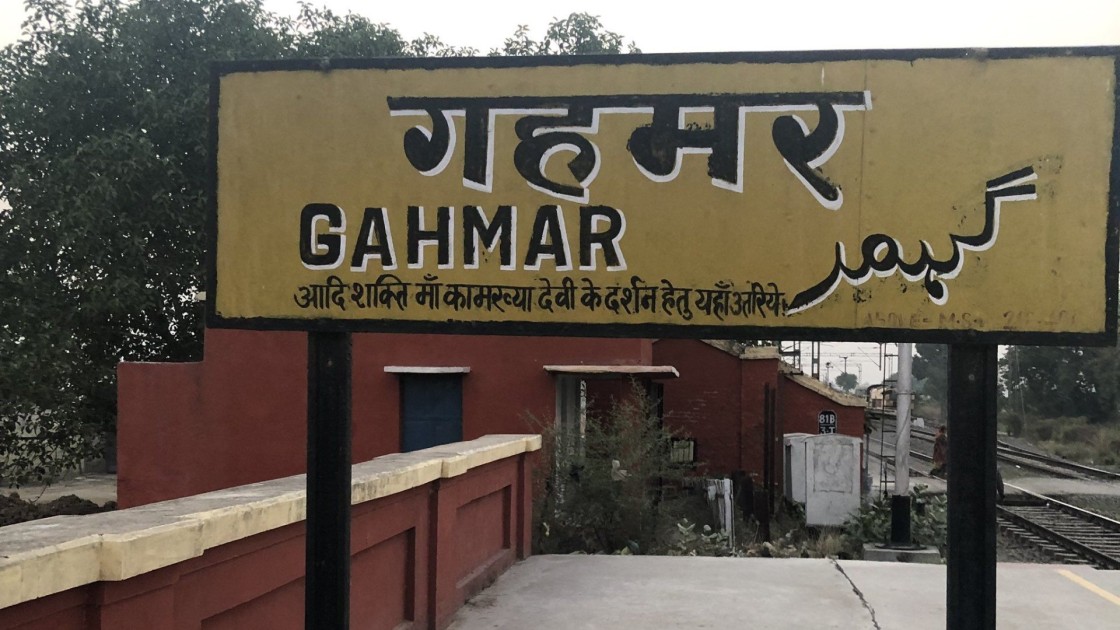 गहमर
GAHMAR
گہمر
आदि शक्ति माँ कामख्या देवी के दर्शन हेतु यहाँ उतरिये
81B